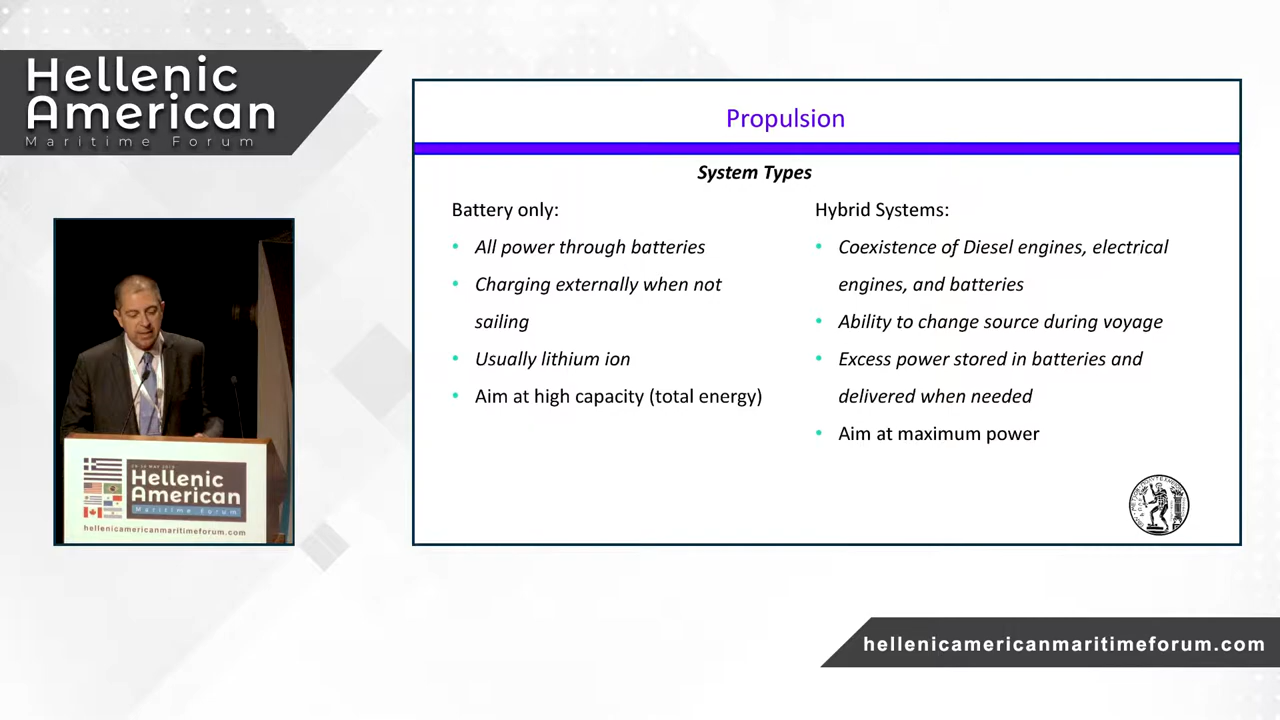 Hellenic
American
Maritime Forum
Propulsion
System Types
Battery only:
• All power through batteries
• Charging externally when not
sailing
• Usually lithium ion
• Aim at high capacity (total energy)
Hybrid Systems:
• Coexistence of Diesel engines, electrical
engines, and batteries
• Ability to change source during voyage
• Excess power stored in batteries and
delivered when needed
• Aim at maximum power
Hellenic
American
Maritime Forum
hellenicamericanmaritimeforum.com
hellenicamericanmaritimeforum.com